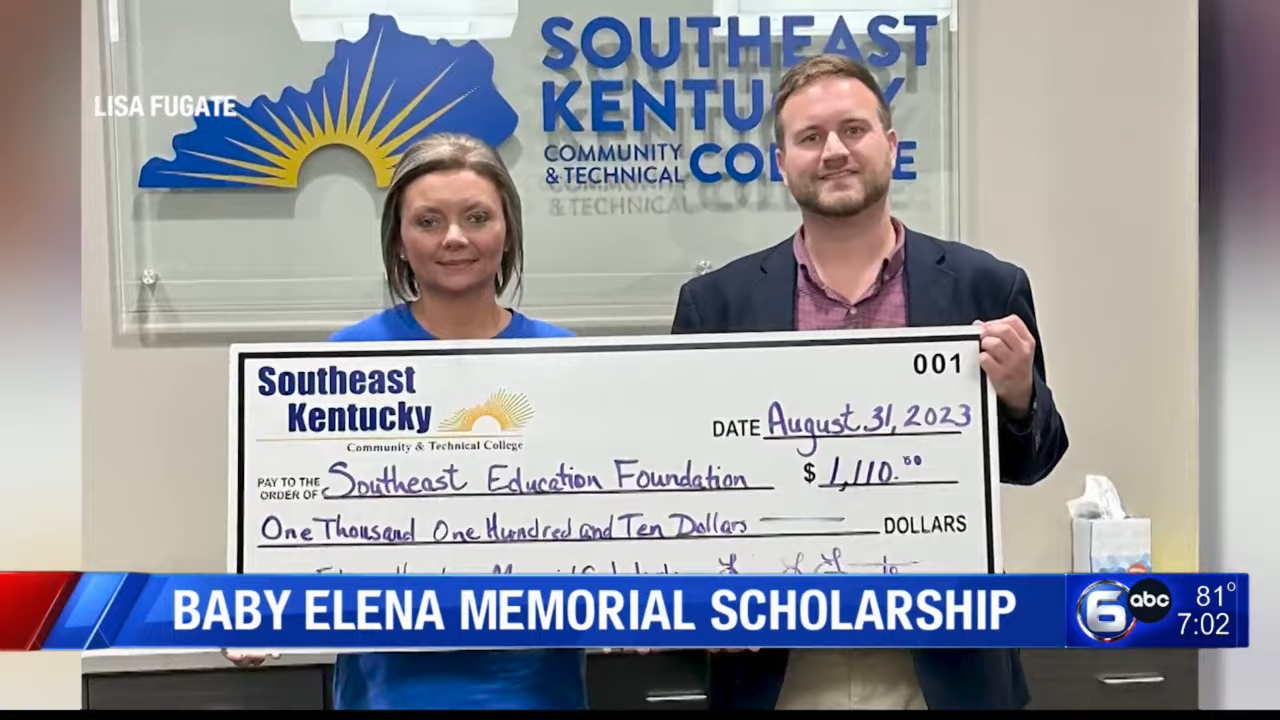 LISA FUGATE
SOUTHEAST
KENTUCKY
COMMUNITY
& TECHNICAL
COLLEGE
Southeast
Kentucky
Community & Technical College
001
DATE August 31, 2023
PAY TO THE
ORDER OF Southeast Education Foundation $ 1,110.00
One Thousand One Hundred and Ten Dollars DOLLARS
BABY ELENA MEMORIAL SCHOLARSHIP
6 abc
81°
7:02